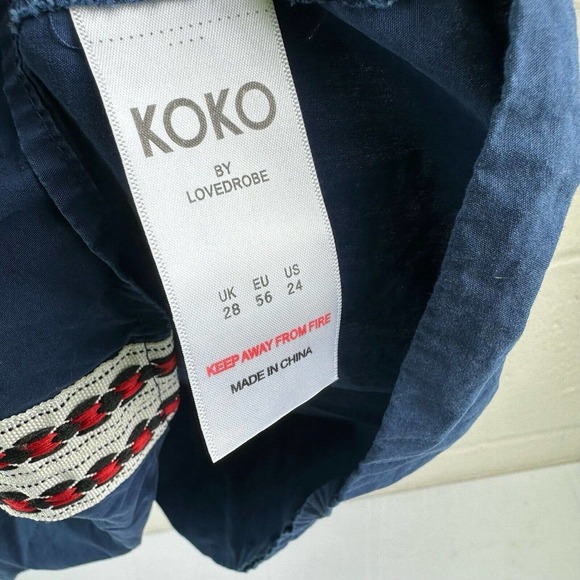 KOKO
BY
LOVEDROBE
UK EU US
28 56 24
KEEP AWAY FROM FIRE
MADE IN CHINA